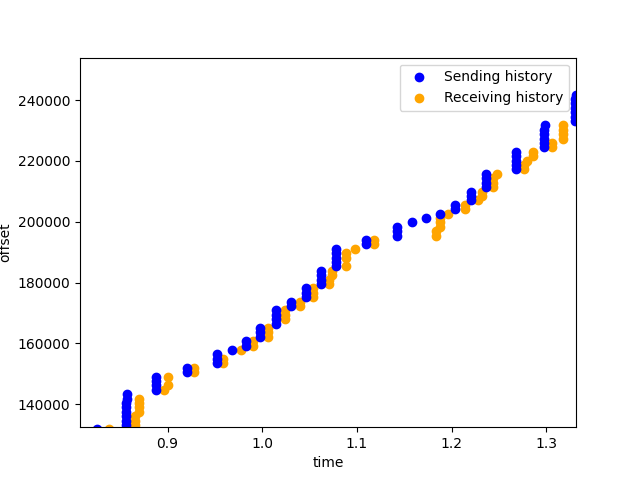 Sending history
Receiving history
240000
220000
200000
180000
160000
140000
offset
0.9 1.0 1.1 1.2 1.3
time